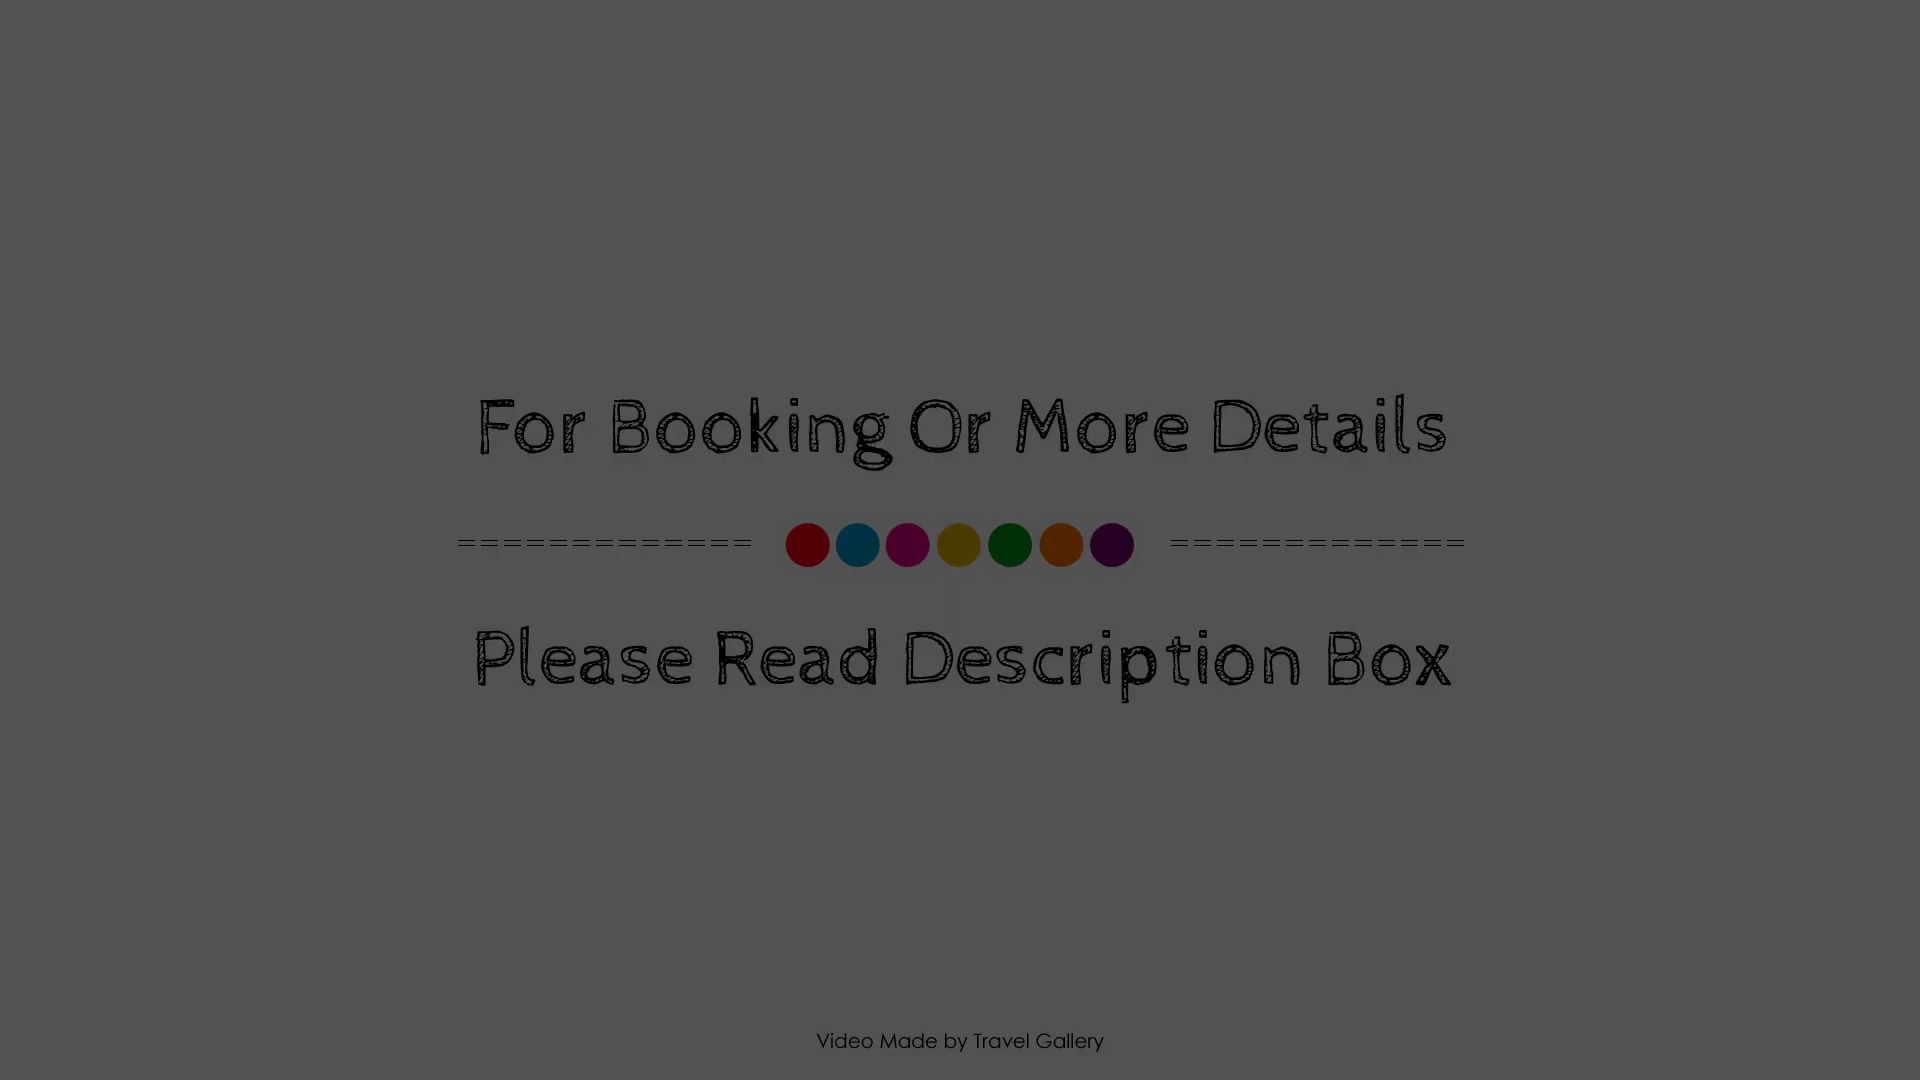 For Booking Or More Details
============= =============
Please Read Description Box
Video Made by Travel Gallery